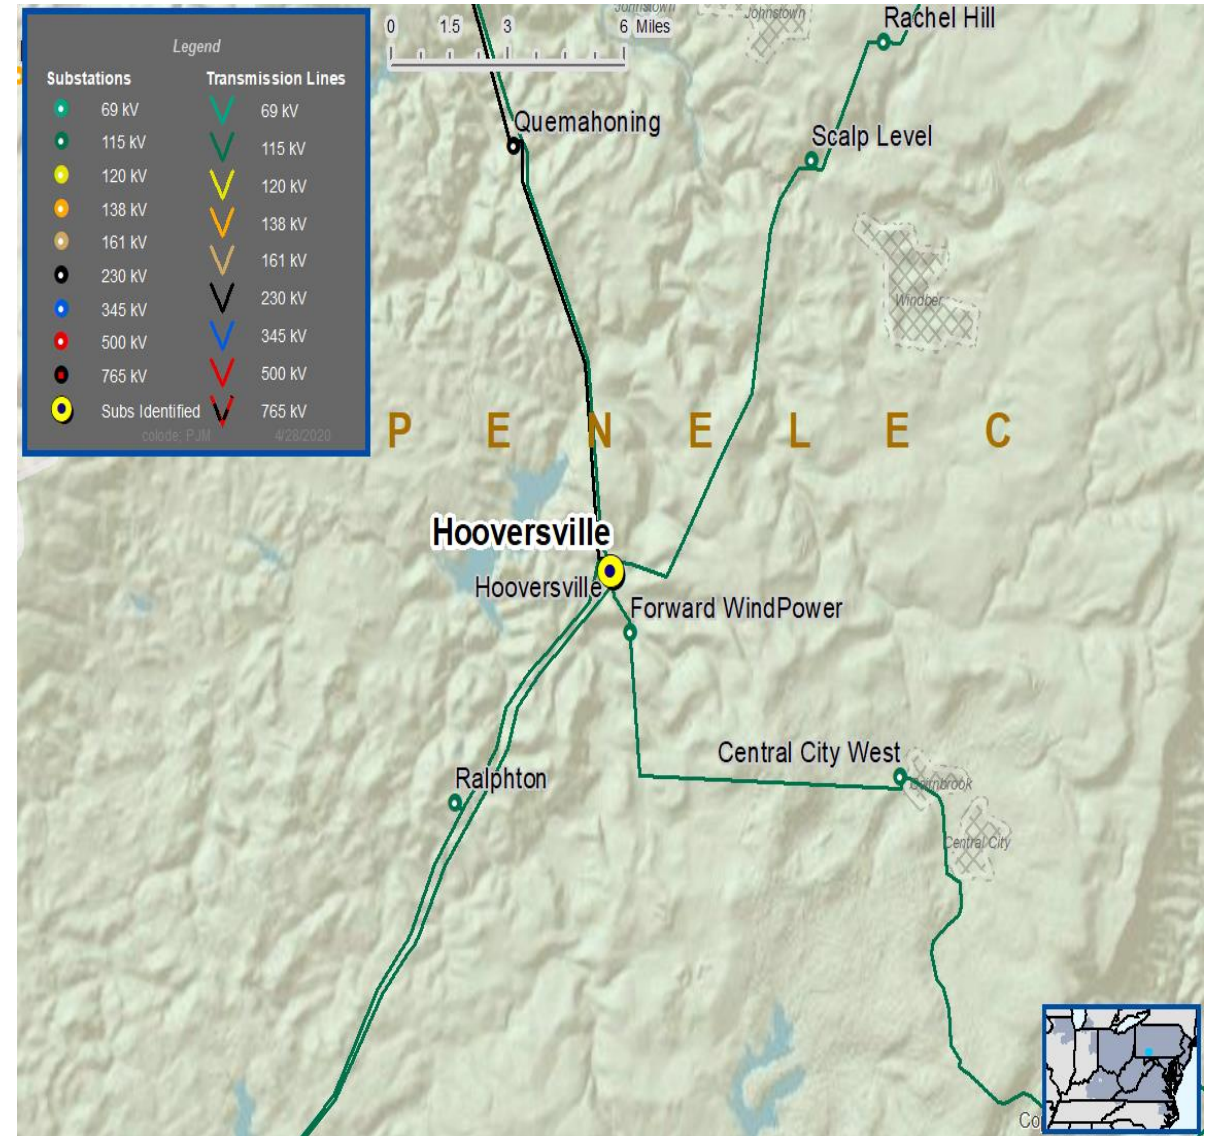 Legend
Substations
Transmission Lines
69 kV
69 kV
115 kV
115 kV
120 kV
120 kV
138 kV
138 kV
161 kV
161 kV
230 kV
230 kV
345 kV
345 kV
500 kV
500 kV
765 kV
765 kV
Subs Identified
colode: PJM
4/28/2020
0 1.5 3 6 Miles
Johnstown
Johnstown
Rachel Hill
Quemahoning
Scalp Level
Windber
P E N E L E C
Hooversville
Hooversville
Forward WindPower
Central City West
Cairnbrook
Ralphton
Central City
Co